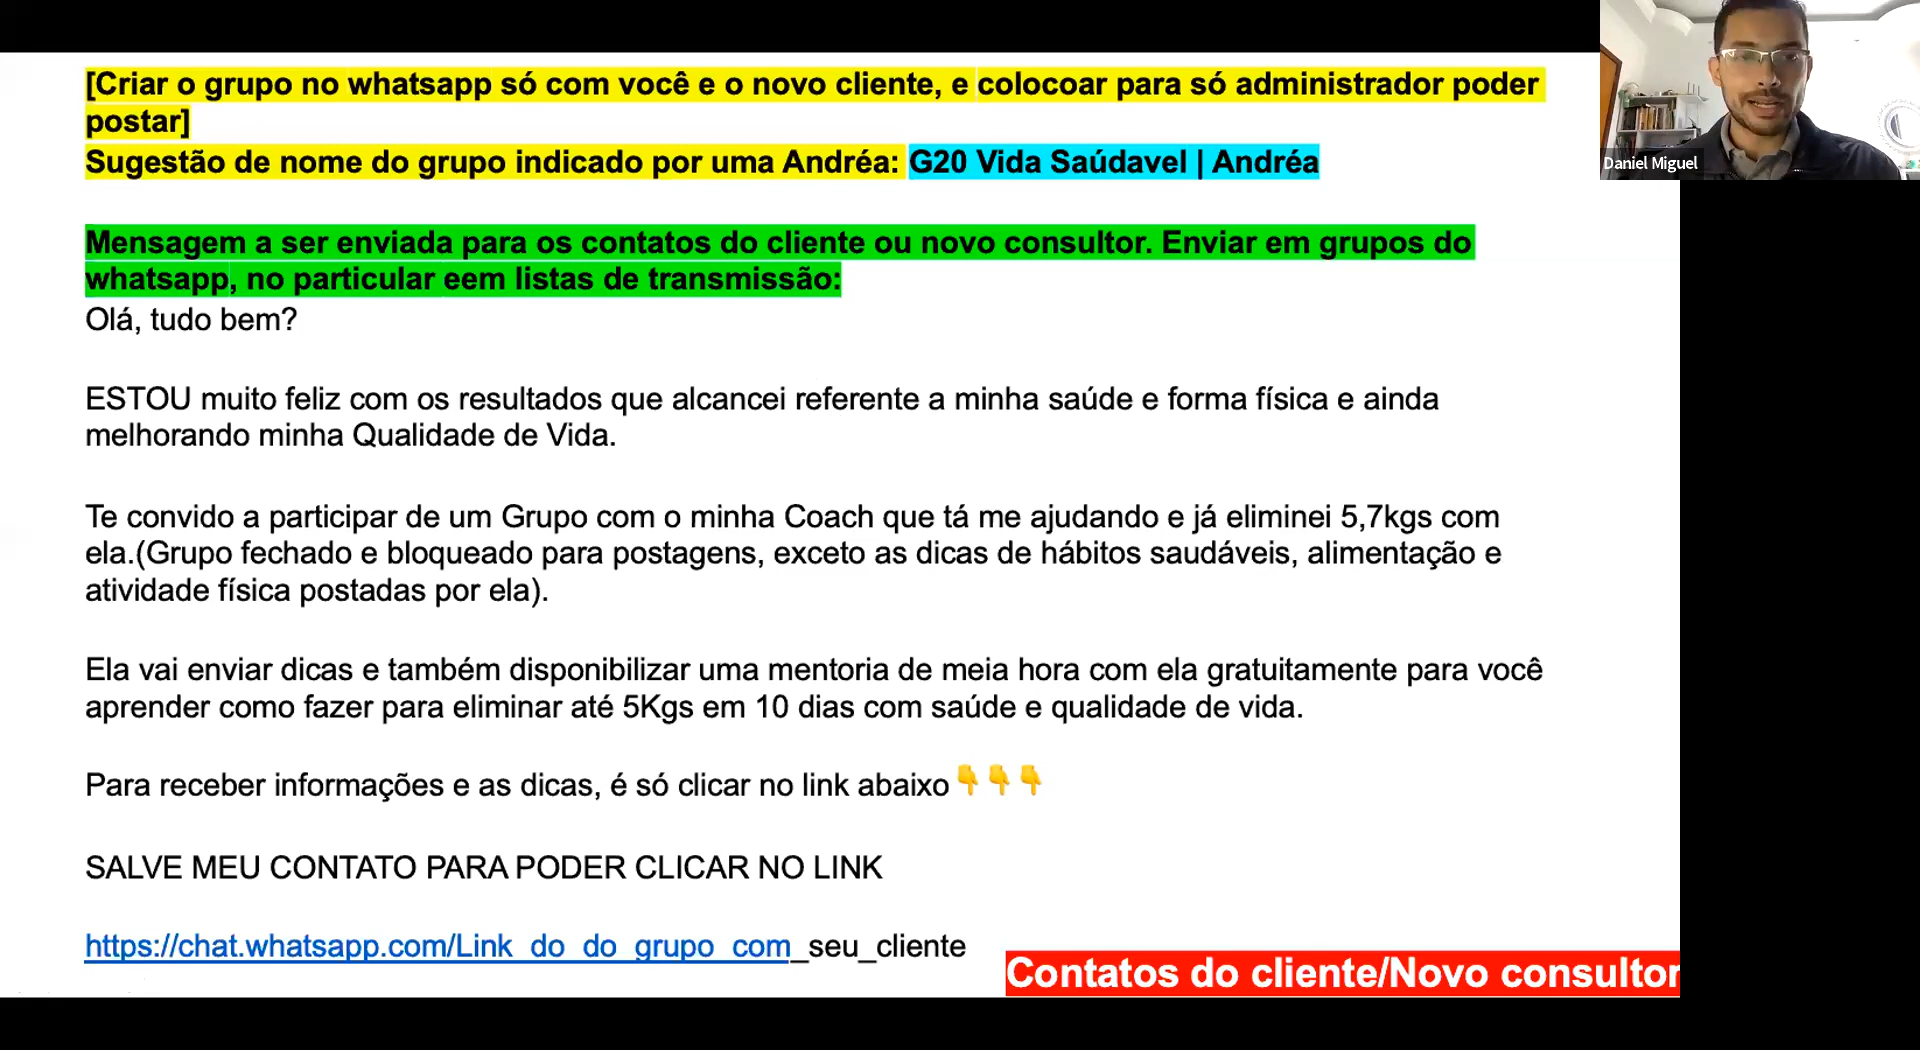 [Criar o grupo no whatsapp só com você e o novo cliente, e colocoar para só administrador poder
postar]
Sugestão de nome do grupo indicado por uma Andréa: G20 Vida Saúdavel | Andréa
Daniel Miguel
Mensagem a ser enviada para os contatos do cliente ou novo consultor. Enviar em grupos do
whatsapp, no particular eem listas de transmissão:
Olá, tudo bem?
ESTOU muito feliz com os resultados que alcancei referente a minha saúde e forma física e ainda
melhorando minha Qualidade de Vida.
Te convido a participar de um Grupo com o minha Coach que tá me ajudando e já eliminei 5,7kgs com
ela.(Grupo fechado e bloqueado para postagens, exceto as dicas de hábitos saudáveis, alimentação e
atividade física postadas por ela).
Ela vai enviar dicas e também disponibilizar uma mentoria de meia hora com ela gratuitamente para você
aprender como fazer para eliminar até 5Kgs em 10 dias com saúde e qualidade de vida.
Para receber informações e as dicas, é só clicar no link abaixo👇👇👇
SALVE MEU CONTATO PARA PODER CLICAR NO LINK
https://chat.whatsapp.com/Link_do_do_grupo_com_seu_cliente
Contatos do cliente/Novo consultor